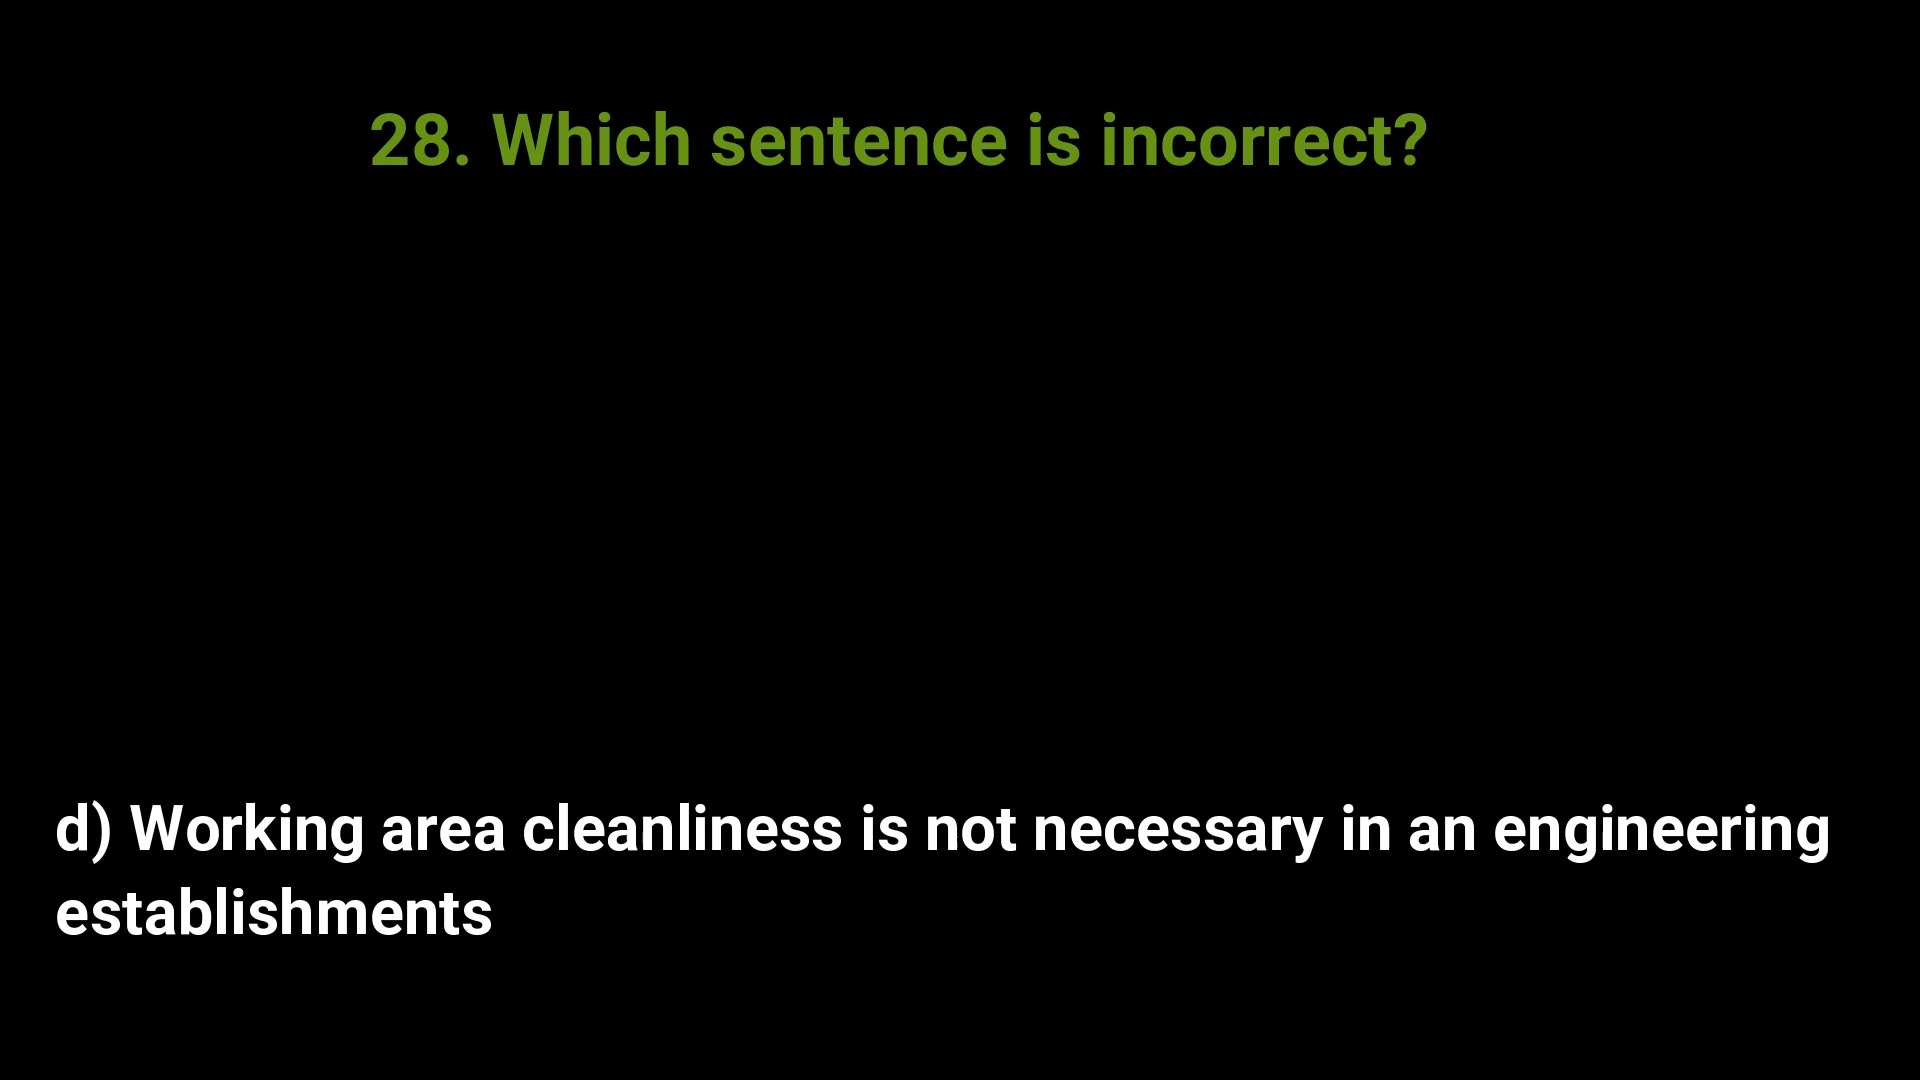 28. Which sentence is incorrect?
d) Working area cleanliness is not necessary in an engineering
establishments